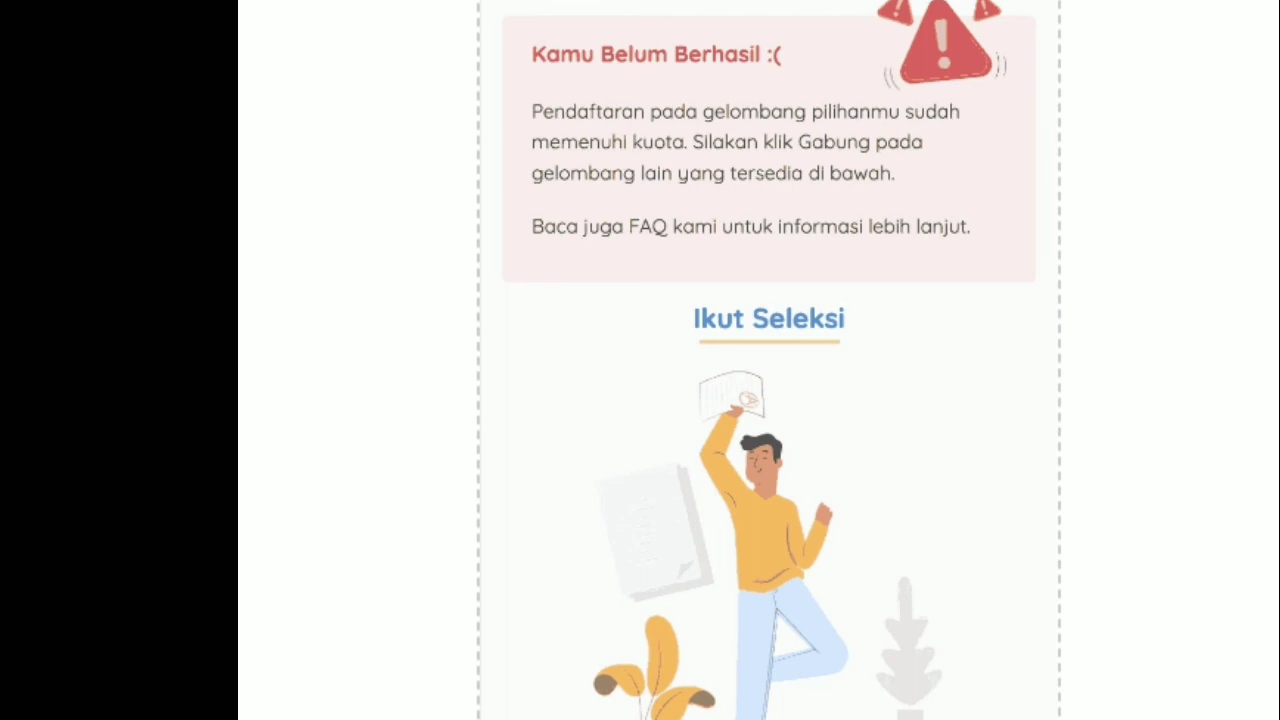 Kamu Belum Berhasil :(
Pendaftaran pada gelombang pilihanmu sudah
memenuhi kuota. Silakan klik Gabung pada
gelombang lain yang tersedia di bawah.
Baca juga FAQ kami untuk informasi lebih lanjut.
Ikut Seleksi